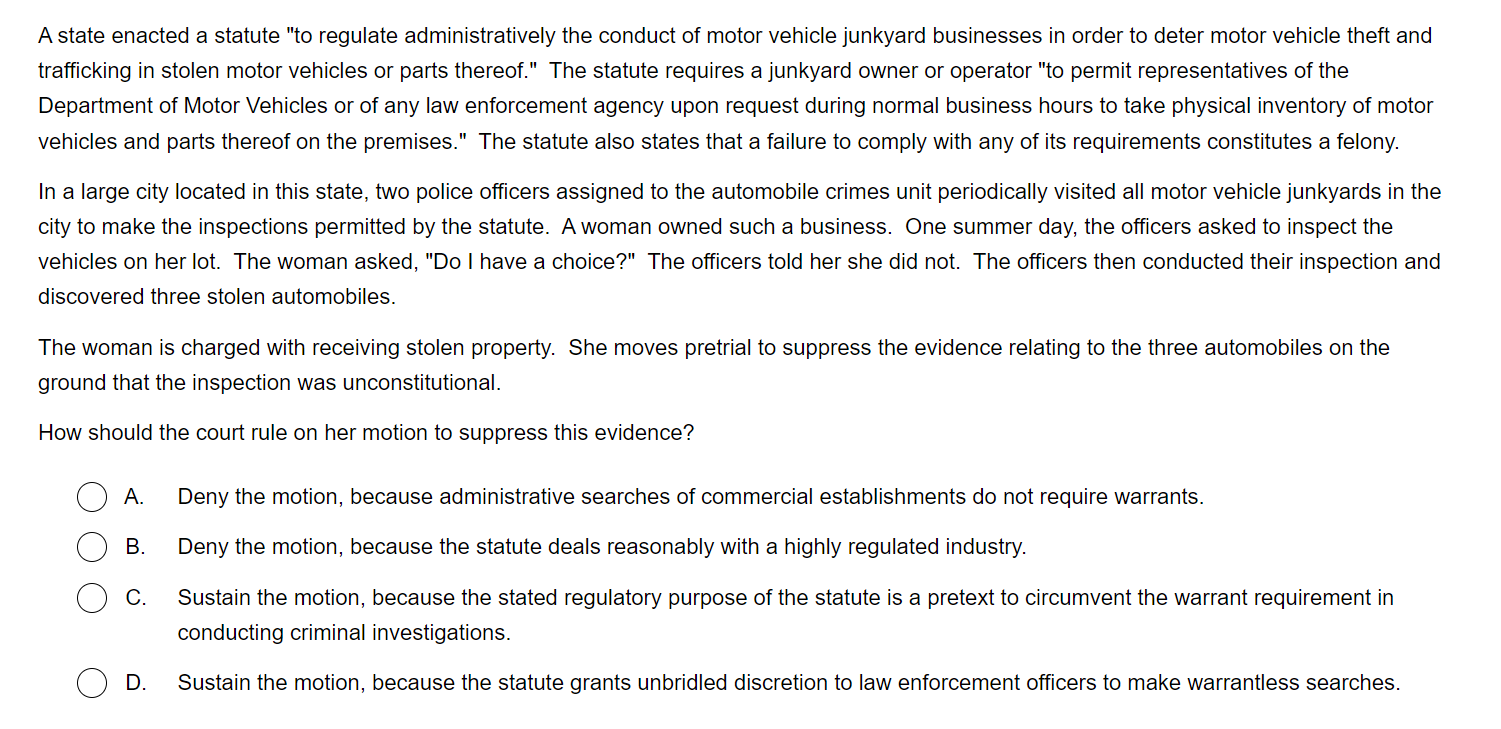 A state enacted a statute "to regulate administratively the conduct of motor vehicle junkyard businesses in order to deter motor vehicle theft and
trafficking in stolen motor vehicles or parts thereof."  The statute requires a junkyard owner or operator "to permit representatives of the
Department of Motor Vehicles or of any law enforcement agency upon request during normal business hours to take physical inventory of motor
vehicles and parts thereof on the premises."  The statute also states that a failure to comply with any of its requirements constitutes a felony.
In a large city located in this state, two police officers assigned to the automobile crimes unit periodically visited all motor vehicle junkyards in the
city to make the inspections permitted by the statute.  A woman owned such a business.  One summer day, the officers asked to inspect the
vehicles on her lot.  The woman asked, "Do I have a choice?"  The officers told her she did not.  The officers then conducted their inspection and
discovered three stolen automobiles.
The woman is charged with receiving stolen property.  She moves pretrial to suppress the evidence relating to the three automobiles on the
ground that the inspection was unconstitutional.
How should the court rule on her motion to suppress this evidence?
A. Deny the motion, because administrative searches of commercial establishments do not require warrants.
B. Deny the motion, because the statute deals reasonably with a highly regulated industry.
C. Sustain the motion, because the stated regulatory purpose of the statute is a pretext to circumvent the warrant requirement in
conducting criminal investigations.
D. Sustain the motion, because the statute grants unbridled discretion to law enforcement officers to make warrantless searches.